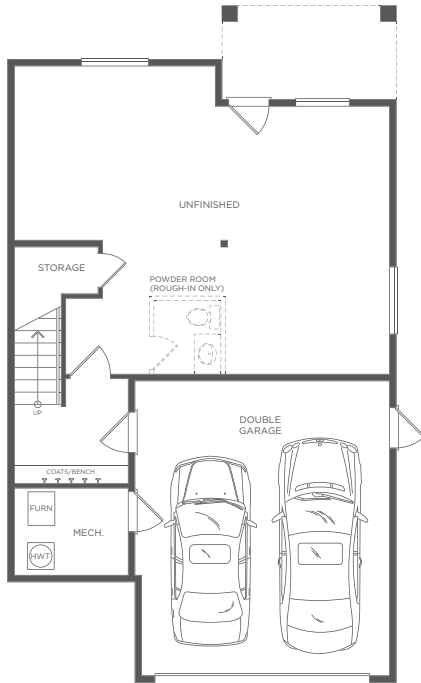 UNFINISHED
STORAGE
POWDER ROOM
(ROUGH-IN ONLY)
UP
DOUBLE
GARAGE
COATS/BENCH
FURN
MECH.
HWT